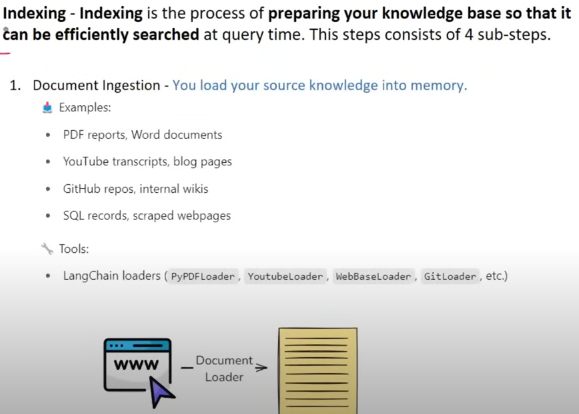 Indexing - Indexing is the process of preparing your knowledge base so that it
can be efficiently searched at query time. This steps consists of 4 sub-steps.
1. Document Ingestion - You load your source knowledge into memory.
Examples:
• PDF reports, Word documents
• YouTube transcripts, blog pages
• GitHub repos, internal wikis
• SQL records, scraped webpages
Tools:
• LangChain loaders (PyPDFLoader, YoutubeLoader, WebBaseLoader, GitLoader, etc.)
www
Document
Loader